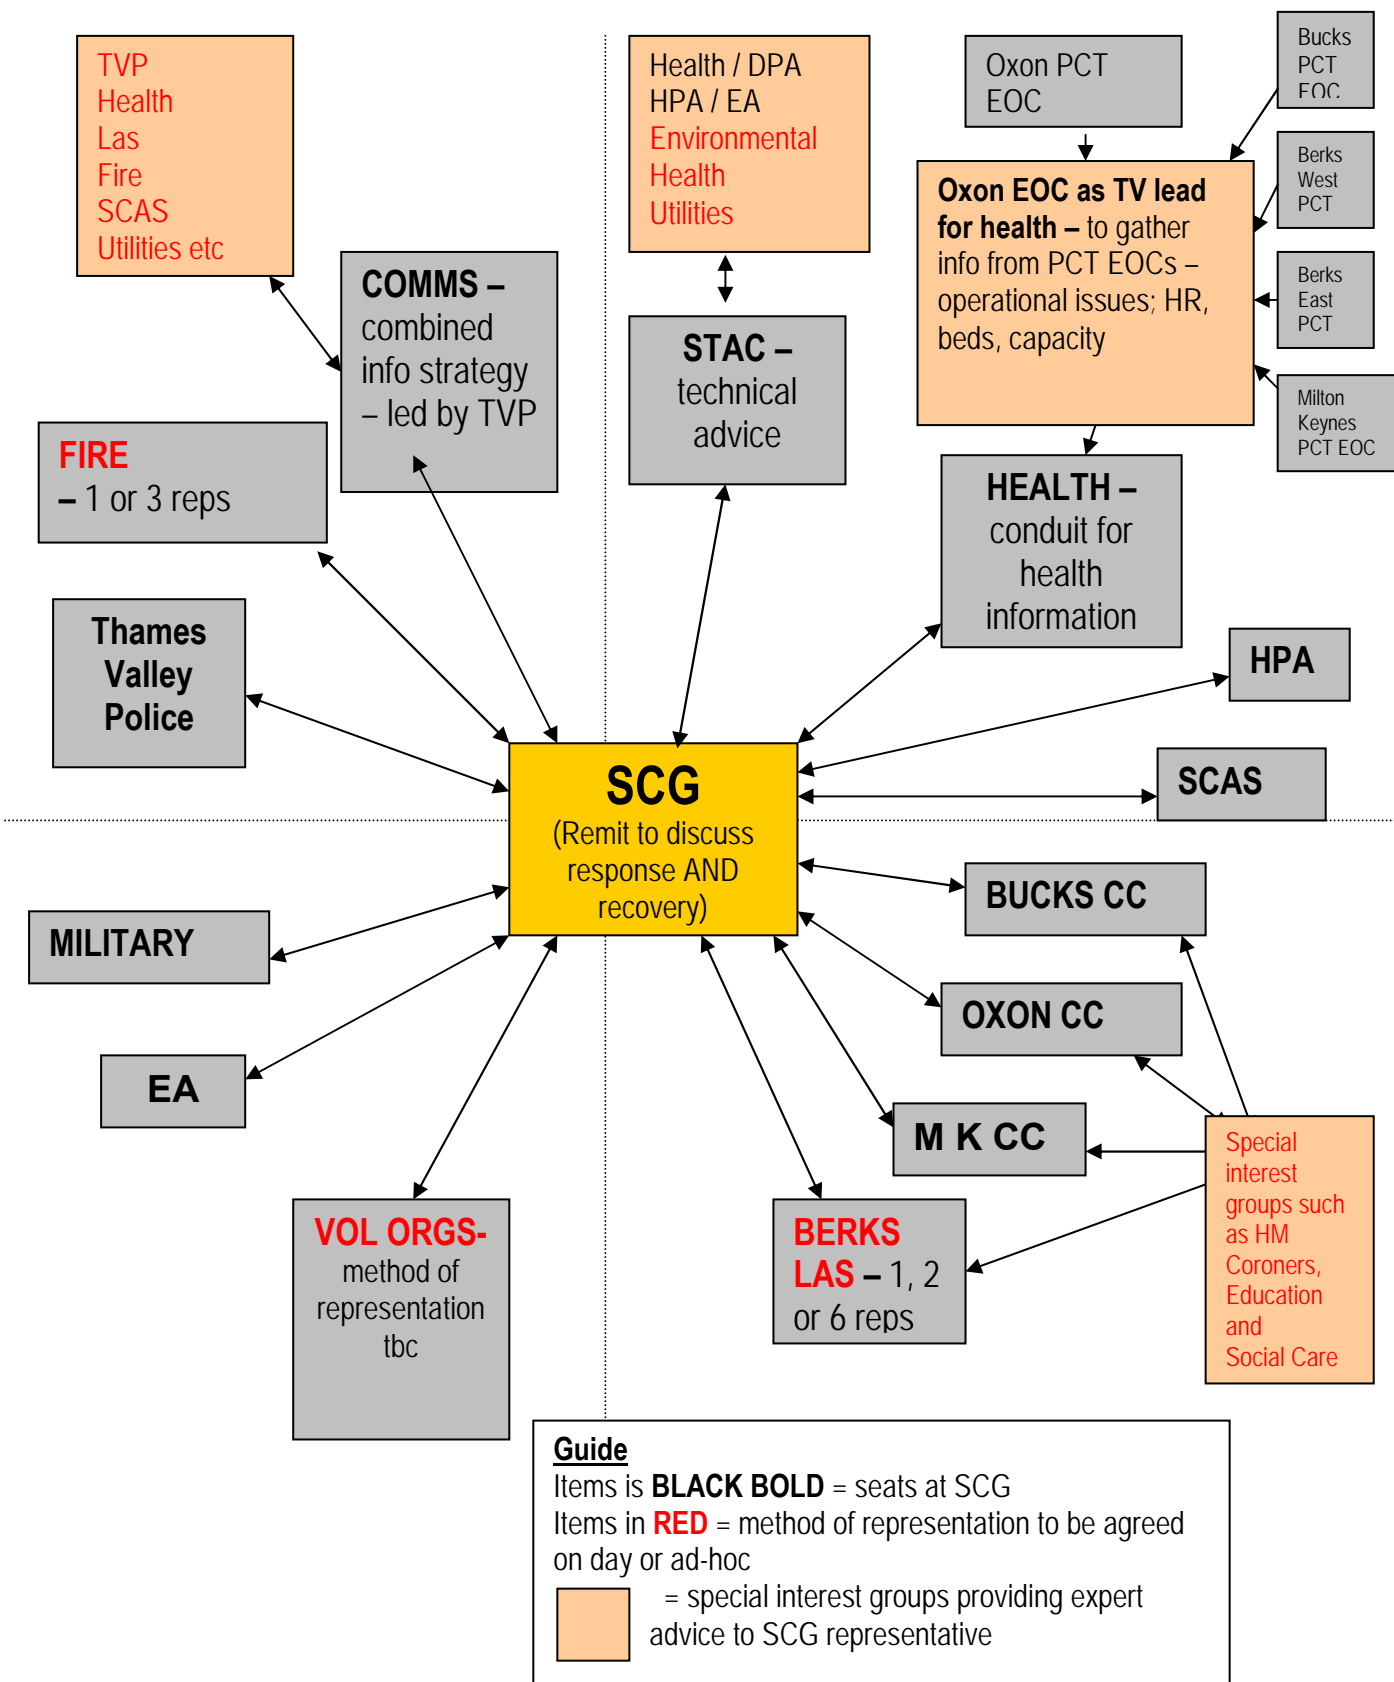 TVP
Health
Las
Fire
SCAS
Utilities etc
Health / DPA
HPA / EA
Environmental
Health
Utilities
Oxon PCT
EOC
Bucks
PCT
EOC
Berks
West
PCT
Berks
East
PCT
Milton
Keynes
PCT EOC
Oxon EOC as TV lead
for health – to gather
info from PCT EOCs –
operational issues; HR,
beds, capacity
COMMS –
combined
info strategy
– led by TVP
STAC –
technical
advice
HEALTH –
conduit for
health
information
FIRE
– 1 or 3 reps
Thames
Valley
Police
HPA
SCAS
SCG
(Remit to discuss
response AND
recovery)
BUCKS CC
MILITARY
OXON CC
EA
M K CC
Special
interest
groups such
as HM
Coroners,
Education
and
Social Care
VOL ORGS-
method of
representation
tbc
BERKS
LAS – 1, 2
or 6 reps
Guide
Items is BLACK BOLD = seats at SCG
Items in RED = method of representation to be agreed
on day or ad-hoc
= special interest groups providing expert
advice to SCG representative